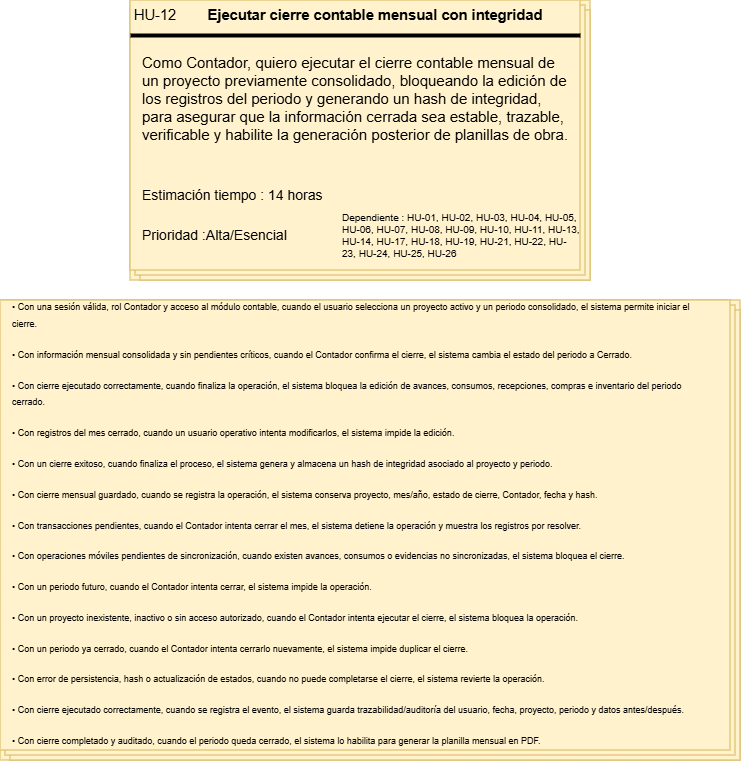 HU-12 Ejecutar cierre contable mensual con integridad
Como Contador, quiero ejecutar el cierre contable mensual de
un proyecto previamente consolidado, bloqueando la edición de
los registros del periodo y generando un hash de integridad,
para asegurar que la información cerrada sea estable, trazable,
verificable y habilite la generación posterior de planillas de obra.
Estimación tiempo : 14 horas
Prioridad :Alta/Esencial
Dependiente : HU-01, HU-02, HU-03, HU-04, HU-05,
HU-06, HU-07, HU-08, HU-09, HU-10, HU-11, HU-13,
HU-14, HU-17, HU-18, HU-19, HU-21, HU-22, HU-
23, HU-24, HU-25, HU-26
• Con una sesión válida, rol Contador y acceso al módulo contable, cuando el usuario selecciona un proyecto activo y un periodo consolidado, el sistema permite iniciar el
cierre.
• Con información mensual consolidada y sin pendientes críticos, cuando el Contador confirma el cierre, el sistema cambia el estado del periodo a Cerrado.
• Con cierre ejecutado correctamente, cuando finaliza la operación, el sistema bloquea la edición de avances, consumos, recepciones, compras e inventario del periodo
cerrado.
• Con registros del mes cerrado, cuando un usuario operativo intenta modificarlos, el sistema impide la edición.
• Con un cierre exitoso, cuando finaliza el proceso, el sistema genera y almacena un hash de integridad asociado al proyecto y periodo.
• Con cierre mensual guardado, cuando se registra la operación, el sistema conserva proyecto, mes/año, estado de cierre, Contador, fecha y hash.
• Con transacciones pendientes, cuando el Contador intenta cerrar el mes, el sistema detiene la operación y muestra los registros por resolver.
• Con operaciones móviles pendientes de sincronización, cuando existen avances, consumos o evidencias no sincronizadas, el sistema bloquea el cierre.
• Con un periodo futuro, cuando el Contador intenta cerrar, el sistema impide la operación.
• Con un proyecto inexistente, inactivo o sin acceso autorizado, cuando el Contador intenta ejecutar el cierre, el sistema bloquea la operación.
• Con un periodo ya cerrado, cuando el Contador intenta cerrarlo nuevamente, el sistema impide duplicar el cierre.
• Con error de persistencia, hash o actualización de estados, cuando no puede completarse el cierre, el sistema revierte la operación.
• Con cierre ejecutado correctamente, cuando se registra el evento, el sistema guarda trazabilidad/auditoría del usuario, fecha, proyecto, periodo y datos antes/después.
• Con cierre completado y auditado, cuando el periodo queda cerrado, el sistema lo habilita para generar la planilla mensual en PDF.